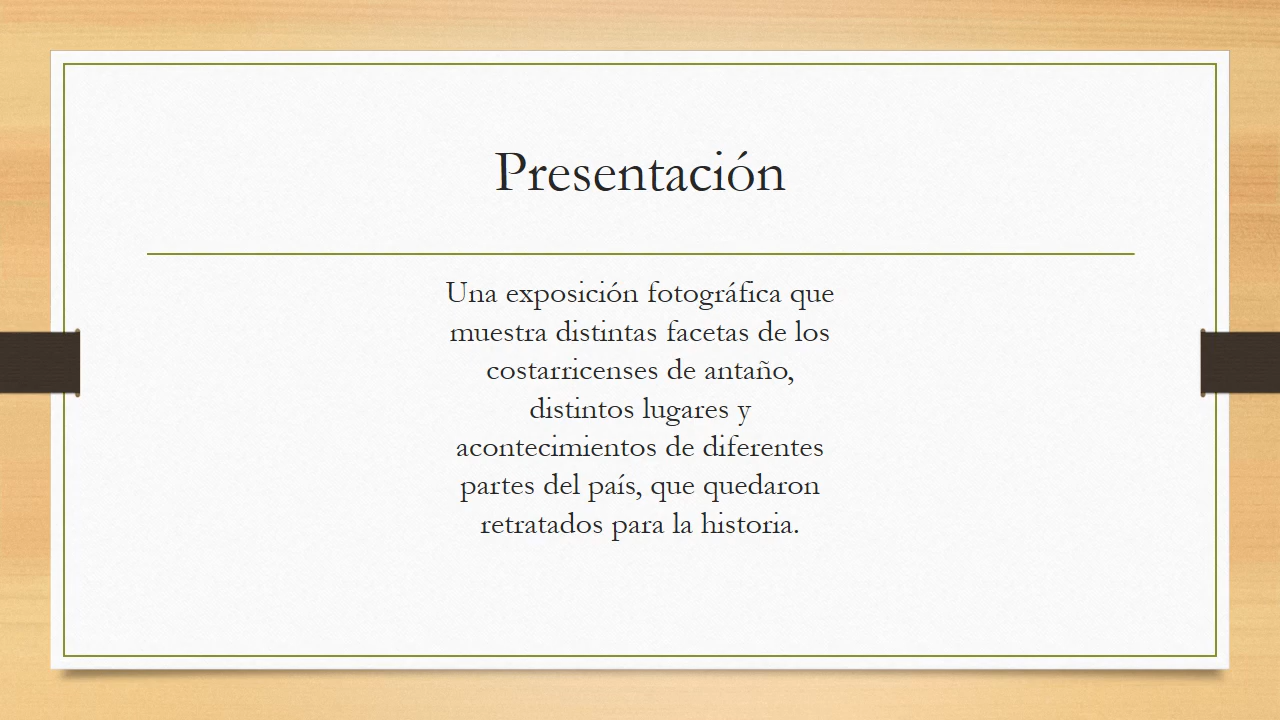 Presentación
Una exposición fotográfica que
muestra distintas facetas de los
costarricenses de antaño,
distintos lugares y
acontecimientos de diferentes
partes del país, que quedaron
retratados para la historia.